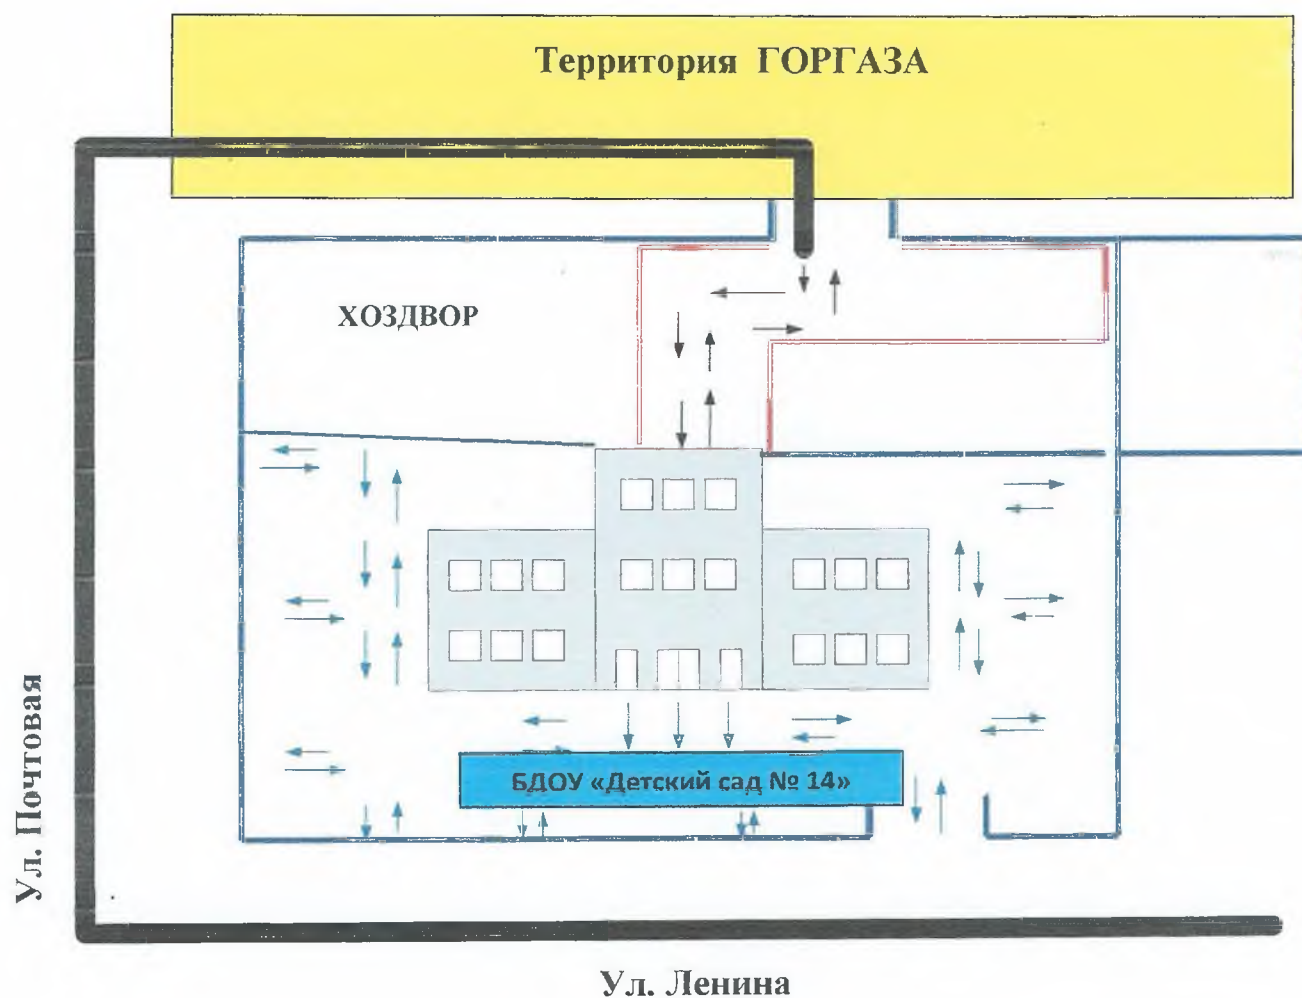 Территория ГОРГАЗА
ХОЗДВОР
Ул. Почтовая
БДОУ «Детский сад № 14»
Ул. Ленина